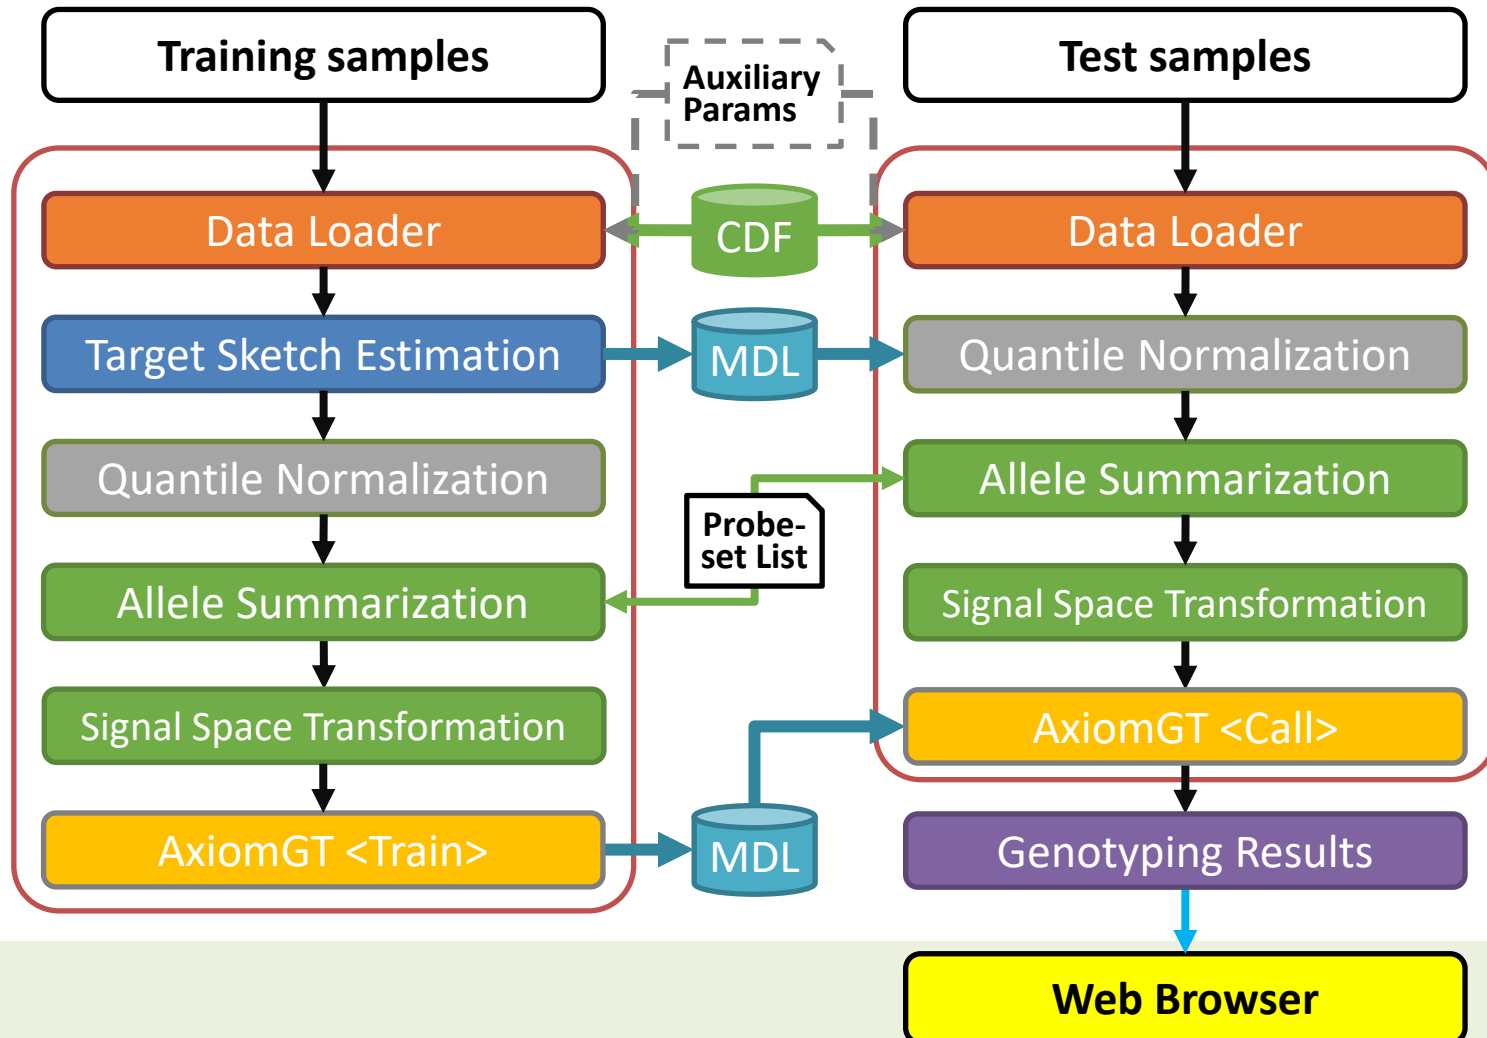 Training samples
Auxiliary
Params
Test samples
Data Loader
CDF
Data Loader
Target Sketch Estimation
MDL
Quantile Normalization
Quantile Normalization
Allele Summarization
Probe-
set List
Allele Summarization
Signal Space Transformation
Signal Space Transformation
AxiomGT <Call>
AxiomGT <Train>
MDL
Genotyping Results
Web Browser